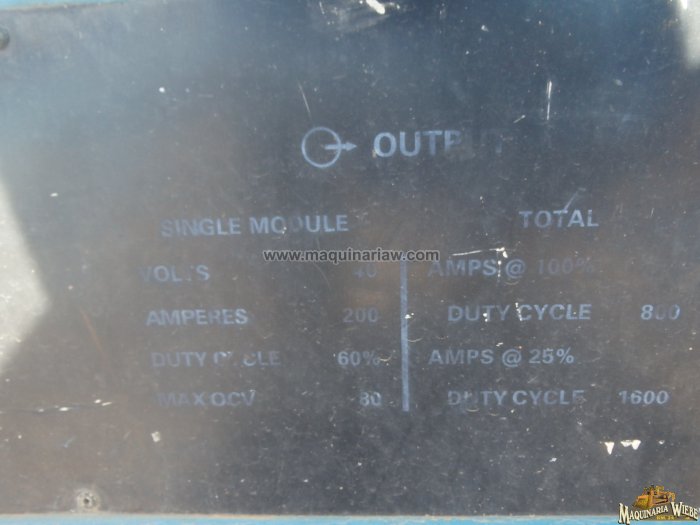 OUTPUT
SINGLE MODULE
VOLTS 40
AMPERES 200
DUTY CYCLE 60%
MAX OCV 80
TOTAL
AMPS @ 100%
DUTY CYCLE 800
AMPS @ 25%
DUTY CYCLE 1600
www.maquinariaw.com
MAQUINARIA WIEBE